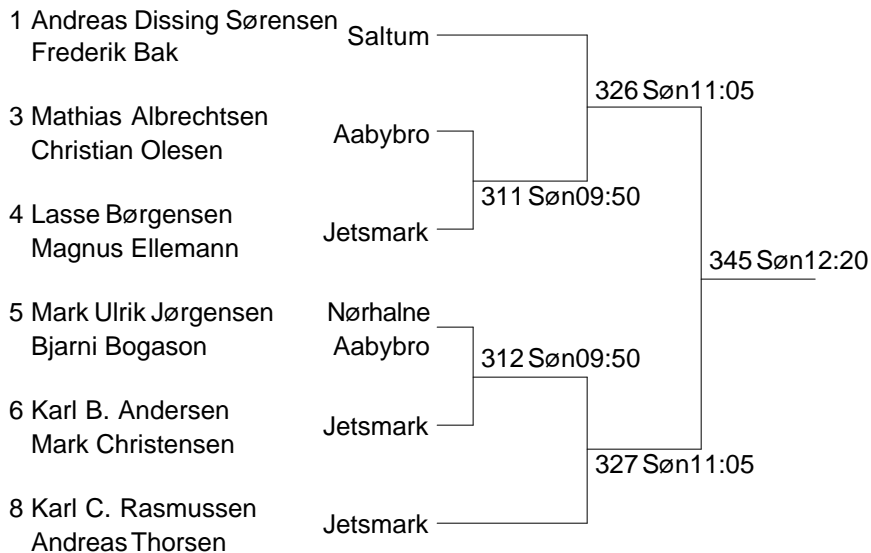 1 Andreas Dissing Sørensen
Frederik Bak
Saltum
326 Søn11:05
3 Mathias Albrechtsen
Christian Olesen
Aabybro
311 Søn09:50
4 Lasse Børgensen
Magnus Ellemann
Jetsmark
345 Søn12:20
5 Mark Ulrik Jørgensen
Bjarni Bogason
Nørhalne
Aabybro
312 Søn09:50
6 Karl B. Andersen
Mark Christensen
Jetsmark
327 Søn11:05
8 Karl C. Rasmussen
Andreas Thorsen
Jetsmark